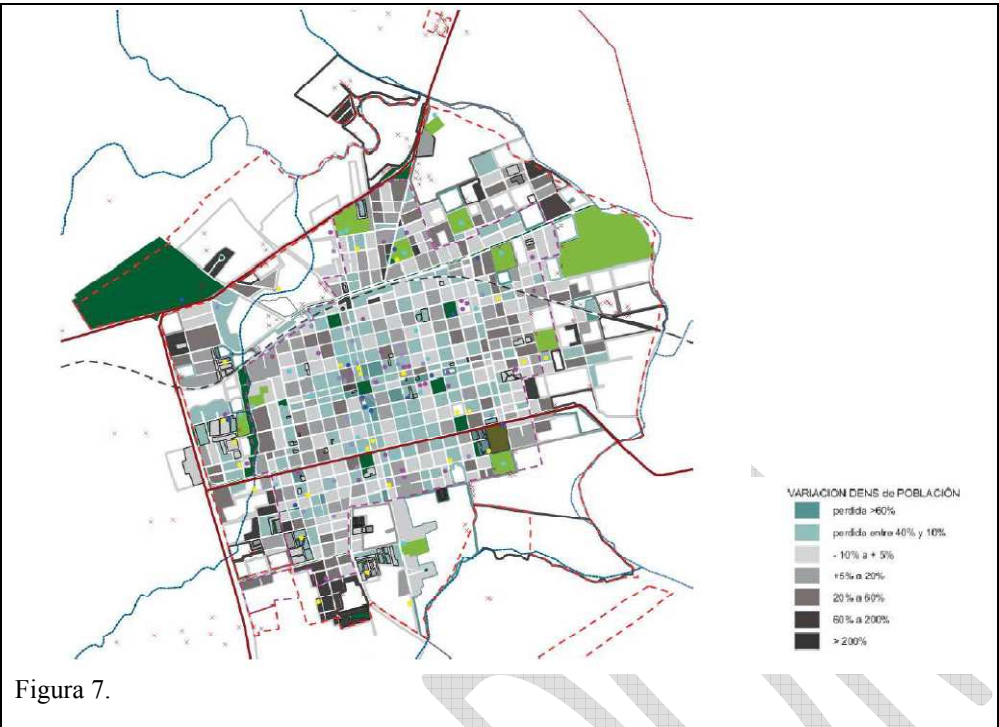 VARIACION DENS de POBLACIÓN
perdida >60%
perdida entre 40% y 10%
- 10% a + 5%
+5% a 20%
20% a 60%
60% a 200%
> 200%
Figura 7.